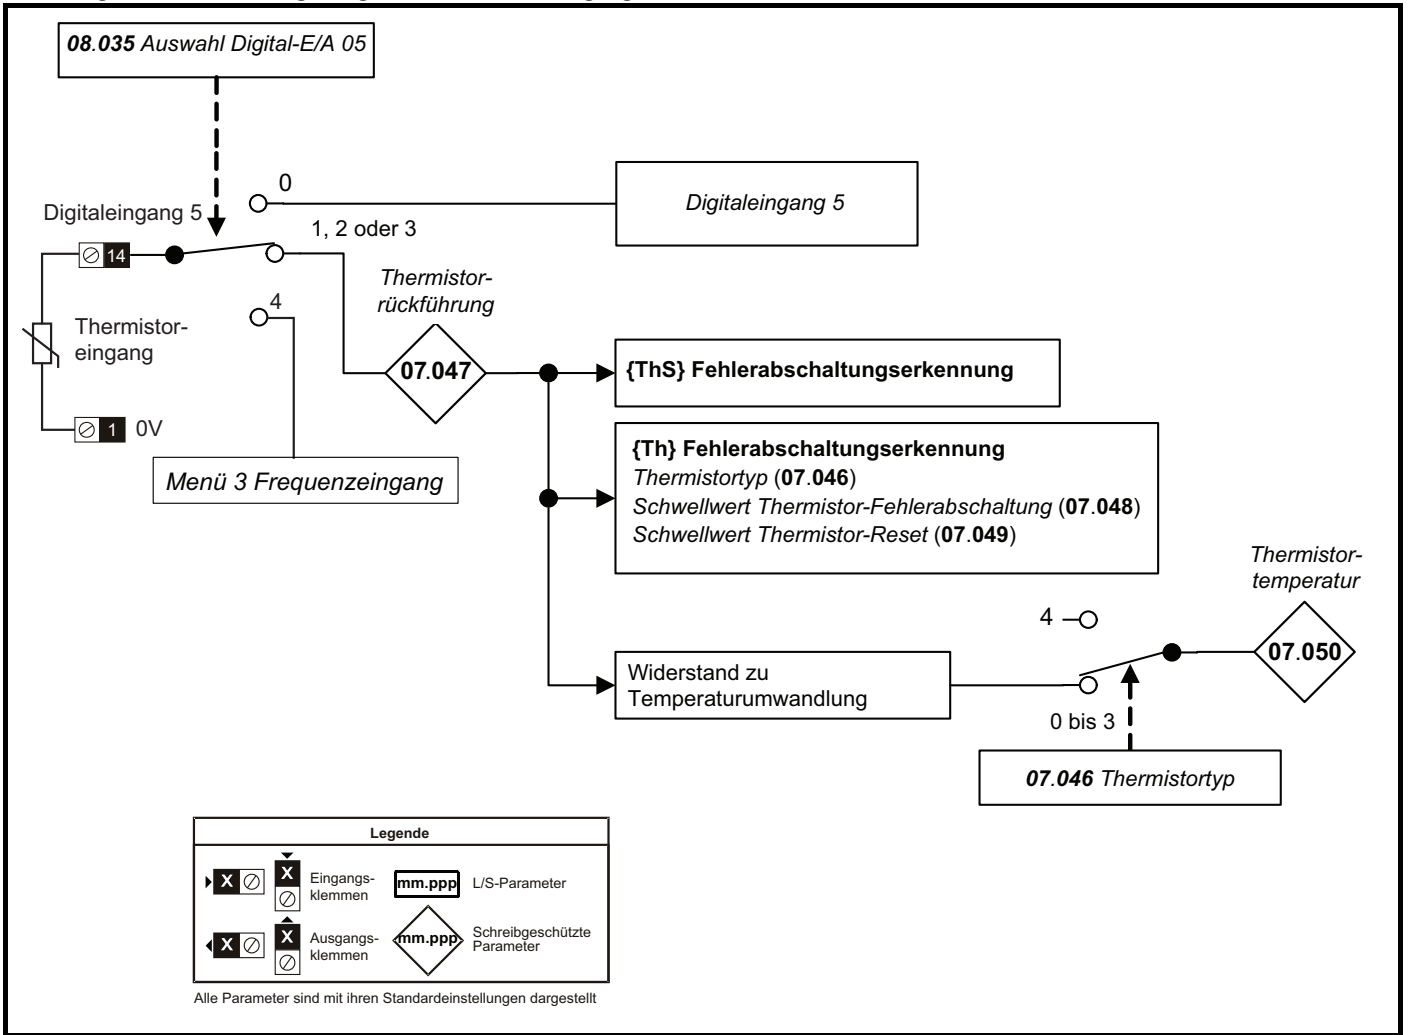 08.035 Auswahl Digital-E/A 05
0
Digitaleingang 5
Digitaleingang 5
1, 2 oder 3
14
Thermistor-
rückführung
4
Thermistor-
eingang
07.047
{ThS} Fehlerabschaltungserkennung
1
0V
{Th} Fehlerabschaltungserkennung
Thermistortyp (07.046)
Schwellwert Thermistor-Fehlerabschaltung (07.048)
Schwellwert Thermistor-Reset (07.049)
Menü 3 Frequenzeingang
Thermistor-
temperatur
4
07.050
Widerstand zu
Temperaturumwandlung
0 bis 3
07.046 Thermistortyp
Legende
X
X
Eingangs-
klemmen
mm.ppp
L/S-Parameter
X
X
Ausgangs-
klemmen
mm.ppp
Schreibgeschützte
Parameter
Alle Parameter sind mit ihren Standardeinstellungen dargestellt